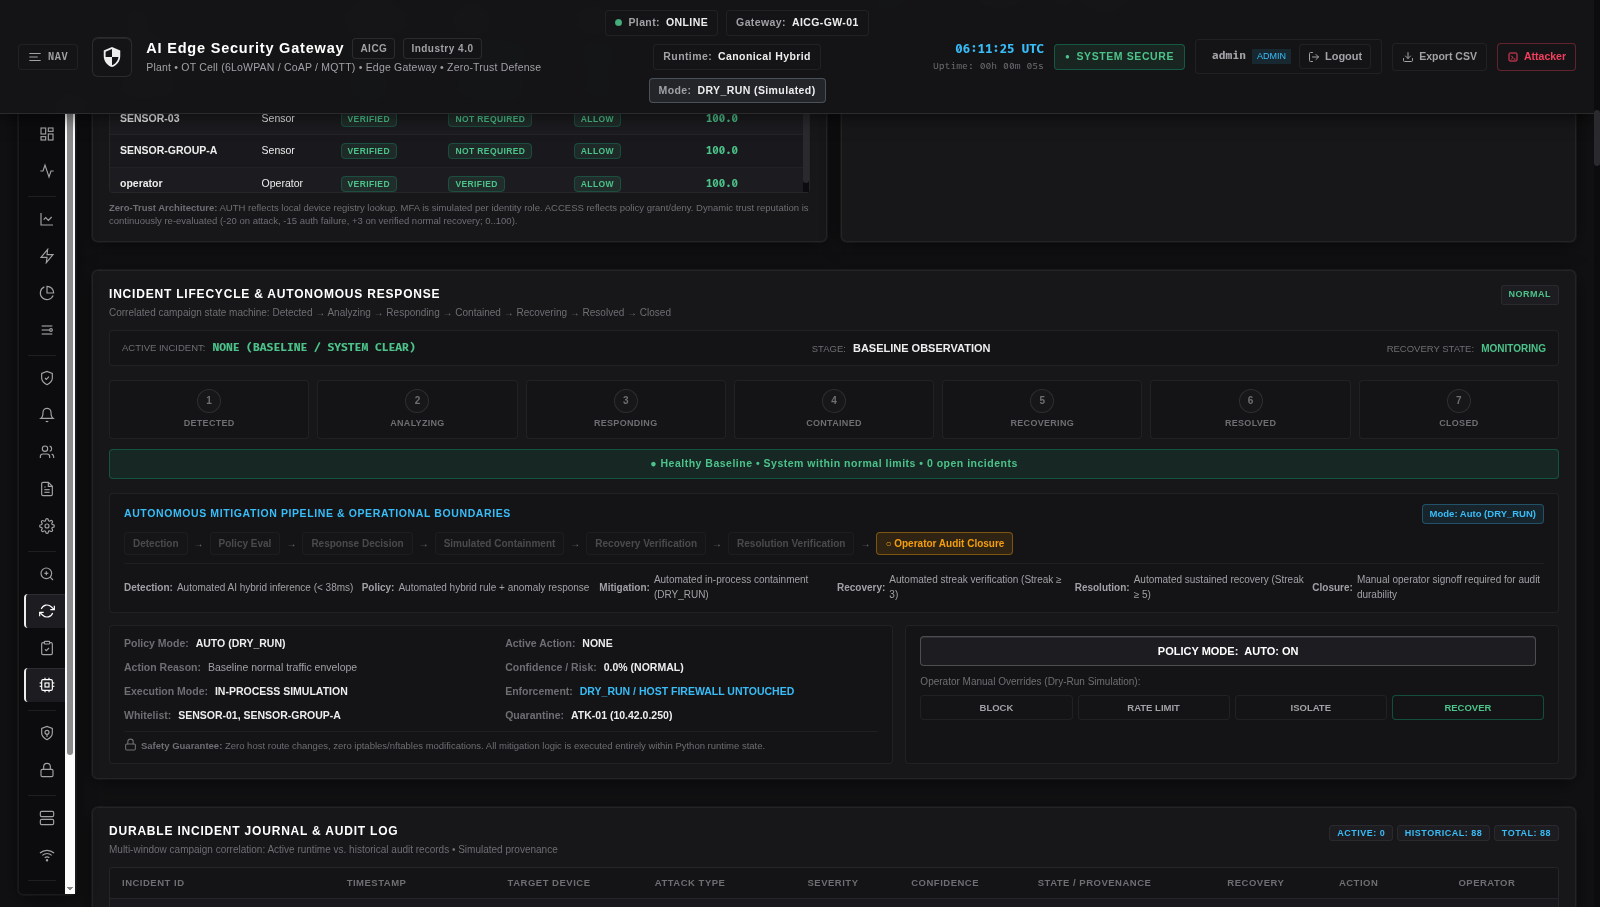 NAV
AI Edge Security Gateway AICG Industry 4.0
Plant • OT Cell (6LoWPAN / CoAP / MQTT) • Edge Gateway • Zero-Trust Defense
Plant: ONLINE Gateway: AICG-GW-01
Runtime: Canonical Hybrid
Mode: DRY_RUN (Simulated)
06:11:25 UTC
Uptime: 00h 00m 05s
• SYSTEM SECURE
admin ADMIN Logout
Export CSV
Attacker
SENSOR-03 Sensor VERIFIED NOT REQUIRED ALLOW 100.0
SENSOR-GROUP-A Sensor VERIFIED NOT REQUIRED ALLOW 100.0
operator Operator VERIFIED VERIFIED ALLOW 100.0
Zero-Trust Architecture: AUTH reflects local device registry lookup. MFA is simulated per identity role. ACCESS reflects policy grant/deny. Dynamic trust reputation is
continuously re-evaluated (-20 on attack, -15 auth failure, +3 on verified normal recovery; 0..100).
INCIDENT LIFECYCLE & AUTONOMOUS RESPONSE NORMAL
Correlated campaign state machine: Detected → Analyzing → Responding → Contained → Recovering → Resolved → Closed
ACTIVE INCIDENT: NONE (BASELINE / SYSTEM CLEAR) STAGE: BASELINE OBSERVATION RECOVERY STATE: MONITORING
1 2 3 4 5 6 7
DETECTED ANALYZING RESPONDING CONTAINED RECOVERING RESOLVED CLOSED
● Healthy Baseline • System within normal limits • 0 open incidents
AUTONOMOUS MITIGATION PIPELINE & OPERATIONAL BOUNDARIES Mode: Auto (DRY_RUN)
Detection → Policy Eval → Response Decision → Simulated Containment → Recovery Verification → Resolution Verification → ○ Operator Audit Closure
Detection: Automated AI hybrid inference (< 38ms)
Policy: Automated hybrid rule + anomaly response
Mitigation: Automated in-process containment
(DRY_RUN)
Recovery: Automated streak verification (Streak ≥
3)
Resolution: Automated sustained recovery (Streak
≥ 5)
Closure: Manual operator signoff required for audit
durability
Policy Mode: AUTO (DRY_RUN) Active Action: NONE
Action Reason: Baseline normal traffic envelope Confidence / Risk: 0.0% (NORMAL)
Execution Mode: IN-PROCESS SIMULATION Enforcement: DRY_RUN / HOST FIREWALL UNTOUCHED
Whitelist: SENSOR-01, SENSOR-GROUP-A Quarantine: ATK-01 (10.42.0.250)
Safety Guarantee: Zero host route changes, zero iptables/nftables modifications. All mitigation logic is executed entirely within Python runtime state.
POLICY MODE: AUTO: ON
Operator Manual Overrides (Dry-Run Simulation):
BLOCK RATE LIMIT ISOLATE RECOVER
DURABLE INCIDENT JOURNAL & AUDIT LOG ACTIVE: 0 HISTORICAL: 88 TOTAL: 88
Multi-window campaign correlation: Active runtime vs. historical audit records • Simulated provenance
INCIDENT ID TIMESTAMP TARGET DEVICE ATTACK TYPE SEVERITY CONFIDENCE STATE / PROVENANCE RECOVERY ACTION OPERATOR